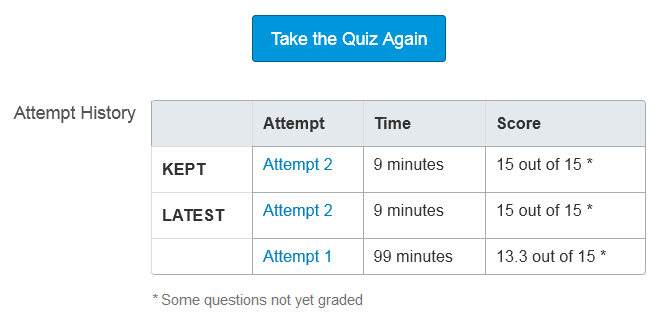 Take the Quiz Again
Attempt History
Attempt Time Score
KEPT Attempt 2 9 minutes 15 out of 15 *
LATEST Attempt 2 9 minutes 15 out of 15 *
Attempt 1 99 minutes 13.3 out of 15 *
* Some questions not yet graded